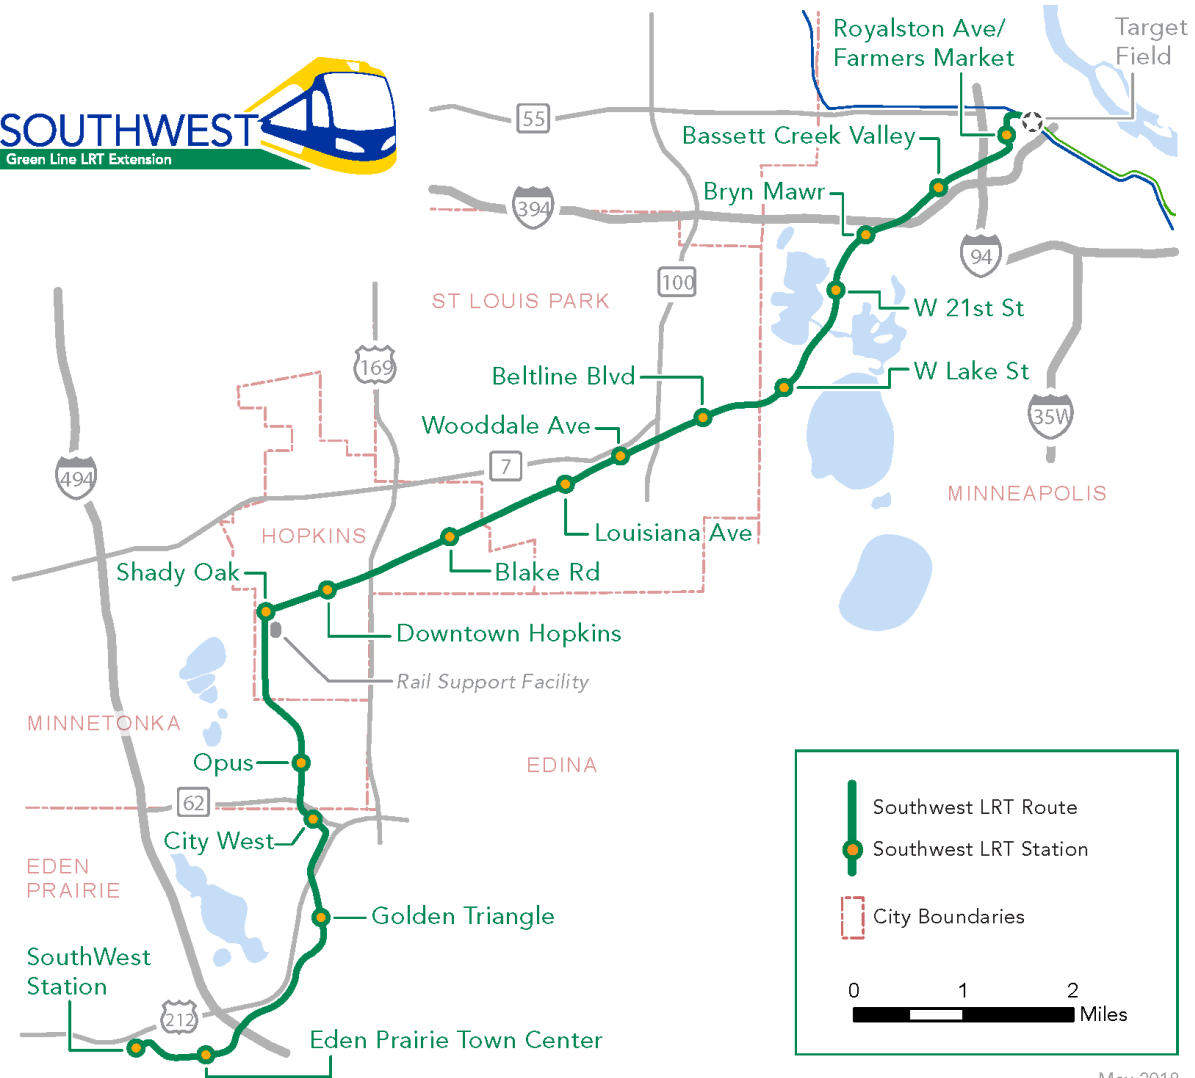 SOUTHWEST
Green Line LRT Extension
Royalston Ave/
Farmers Market
Target
Field
55
Bassett Creek Valley
Bryn Mawr
394
94
100
ST LOUIS PARK
W 21st St
169
Beltline Blvd
W Lake St
35W
Wooddale Ave
7
494
MINNEAPOLIS
HOPKINS
Louisiana Ave
Shady Oak
Blake Rd
Downtown Hopkins
Rail Support Facility
MINNETONKA
Opus
EDINA
62
City West
EDEN
PRAIRIE
Golden Triangle
SouthWest
Station
212
Eden Prairie Town Center
Southwest LRT Route
Southwest LRT Station
City Boundaries
0 1 2
Miles
May 2018